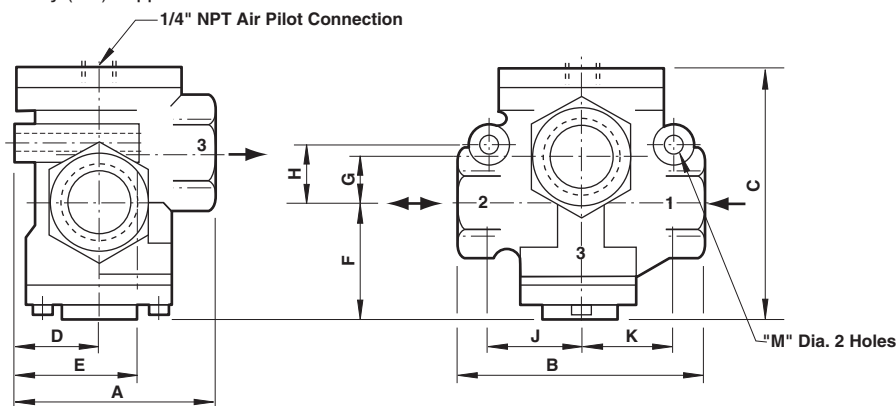 1/4" NPT Air Pilot Connection
3
H
G
F
D
E
A
2
1
3
C
J
K
B
"M" Dia. 2 Holes